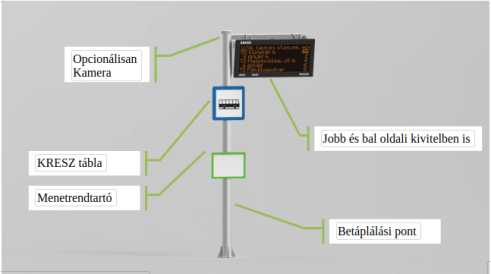 Opcionálisan
Kamera
Jobb és bal oldali kivitelben is
KRESZ tábla
Menetrendtartó
Betáplálási pont